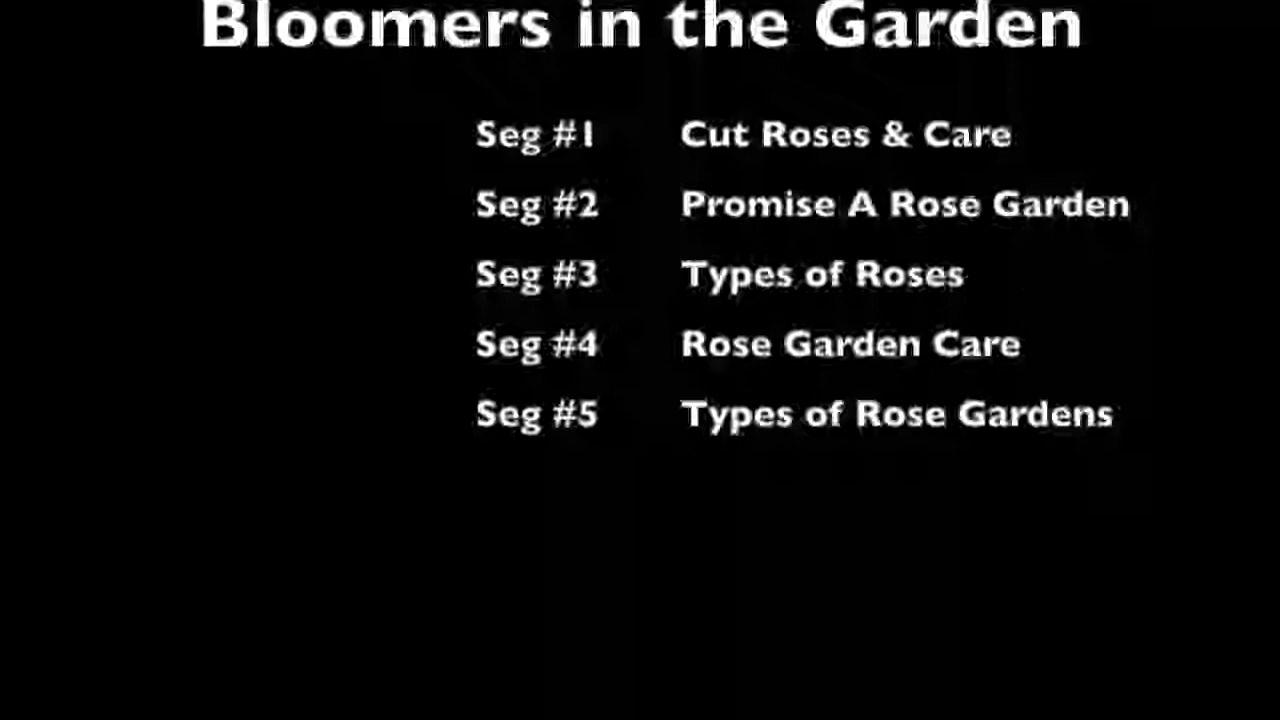 Bloomers in the Garden
Seg #1 Cut Roses & Care
Seg #2 Promise A Rose Garden
Seg #3 Types of Roses
Seg #4 Rose Garden Care
Seg #5 Types of Rose Gardens